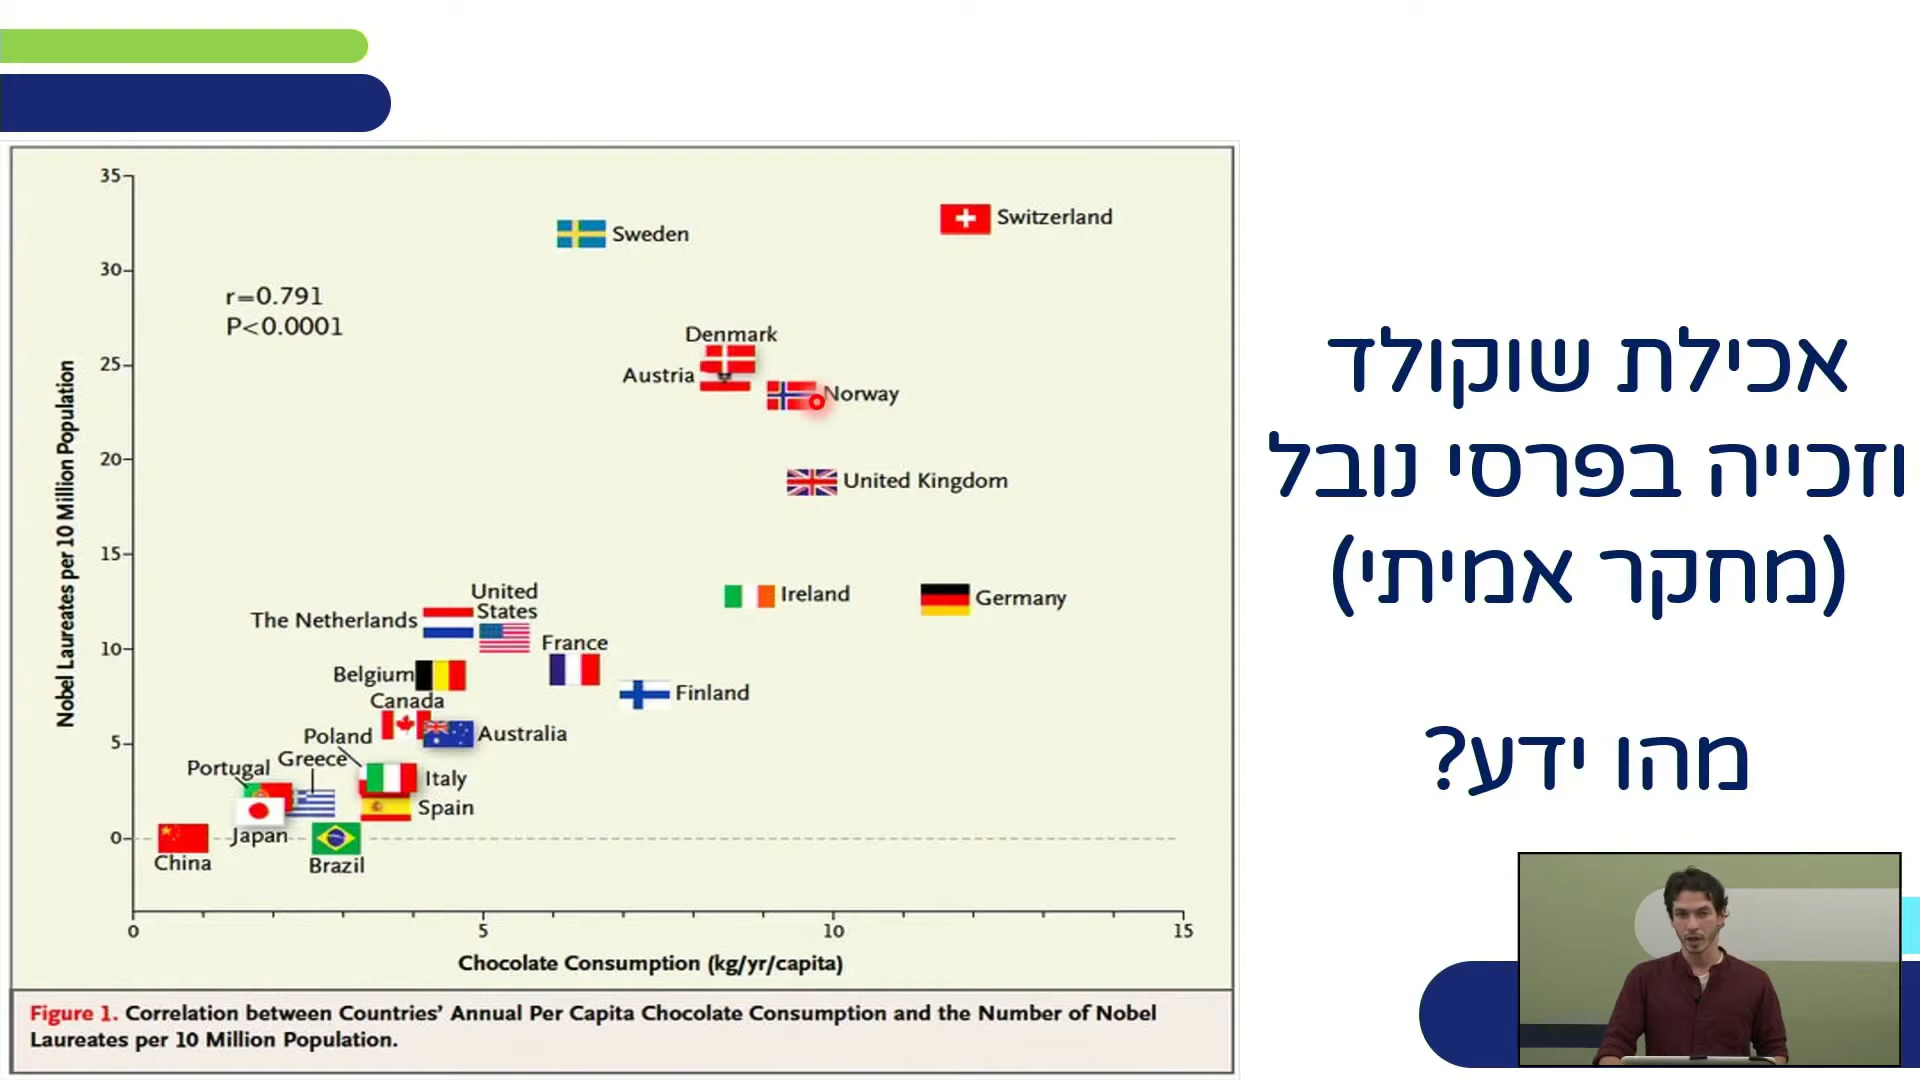 35
30
25
20
15
10
5
0
Nobel Laureates per 10 Million Population
r=0.791
P<0.0001
Sweden
Switzerland
Denmark
Austria
Norway
United Kingdom
Ireland
Germany
United
States
The Netherlands
France
Belgium
Finland
Canada
Australia
Poland
Greece
Portugal
Italy
Spain
Japan
China
Brazil
0
5
10
15
Chocolate Consumption (kg/yr/capita)
Figure 1. Correlation between Countries’ Annual Per Capita Chocolate Consumption and the Number of Nobel
Laureates per 10 Million Population.
אכילת שוקולד
וזכייה בפרסי נובל
(מחקר אמיתי)
מהו ידע?